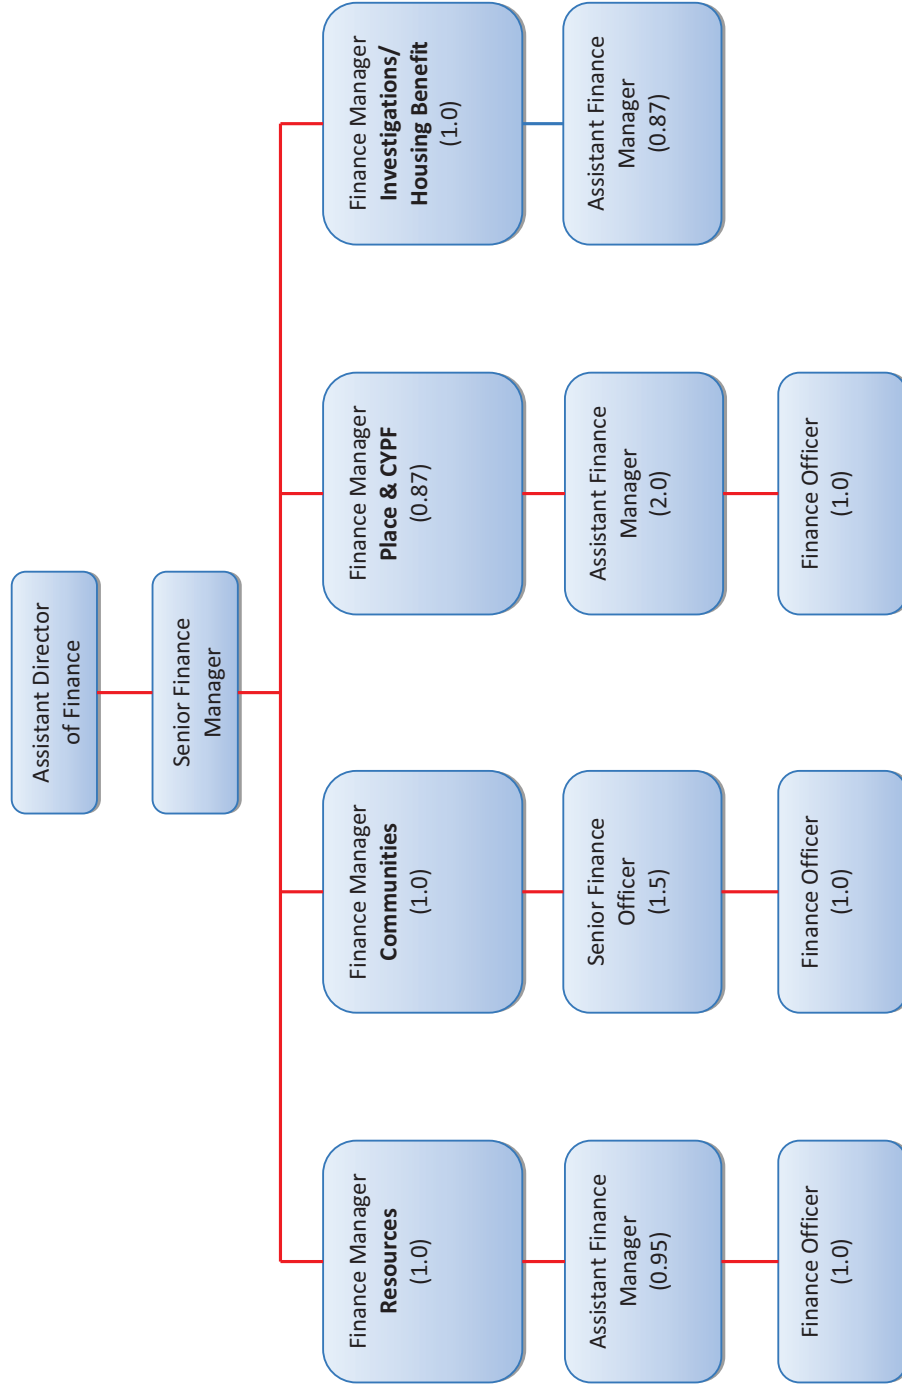 Assistant Director
of Finance
Senior Finance
Manager
Finance Manager
Resources
(1.0)
Finance Manager
Communities
(1.0)
Finance Manager
Place & CYPF
(0.87)
Finance Manager
Investigations/
Housing Benefit
(1.0)
Assistant Finance
Manager
(0.95)
Senior Finance
Officer
(1.5)
Assistant Finance
Manager
(2.0)
Assistant Finance
Manager
(0.87)
Finance Officer
(1.0)
Finance Officer
(1.0)
Finance Officer
(1.0)